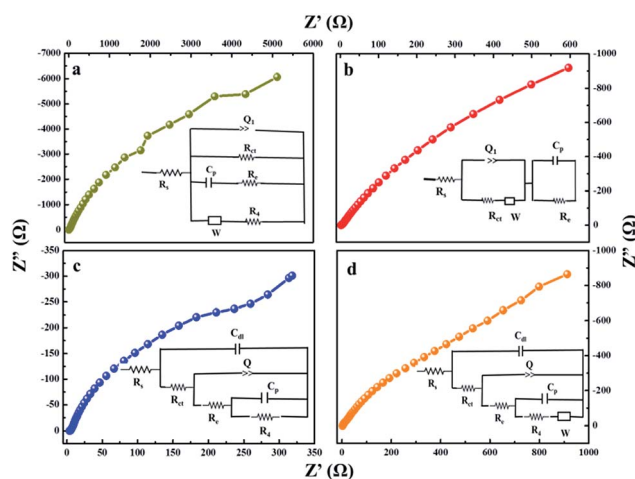 Z' (Ω)
0 1000 2000 3000 4000 5000 6000
0 100 200 300 400 500 600
a
b
-7000
-6000
-5000
-4000
-3000
-2000
-1000
0
-1000
-800
-600
-400
-200
0
Q1
Rct
Rs
Cp
Re
W
R4
Q1
Cp
Rs
Rct
W
Re
Z'' (Ω)
Z'' (Ω)
c
d
-350
-300
-250
-200
-150
-100
-50
0
-1000
-800
-600
-400
-200
0
Cdl
Rs
Q
Rct
Cp
Re
R4
Cdl
Rs
Q
Rct
Cp
Re
R4
W
0 50 100 150 200 250 300 350
0 200 400 600 800 1000
Z' (Ω)